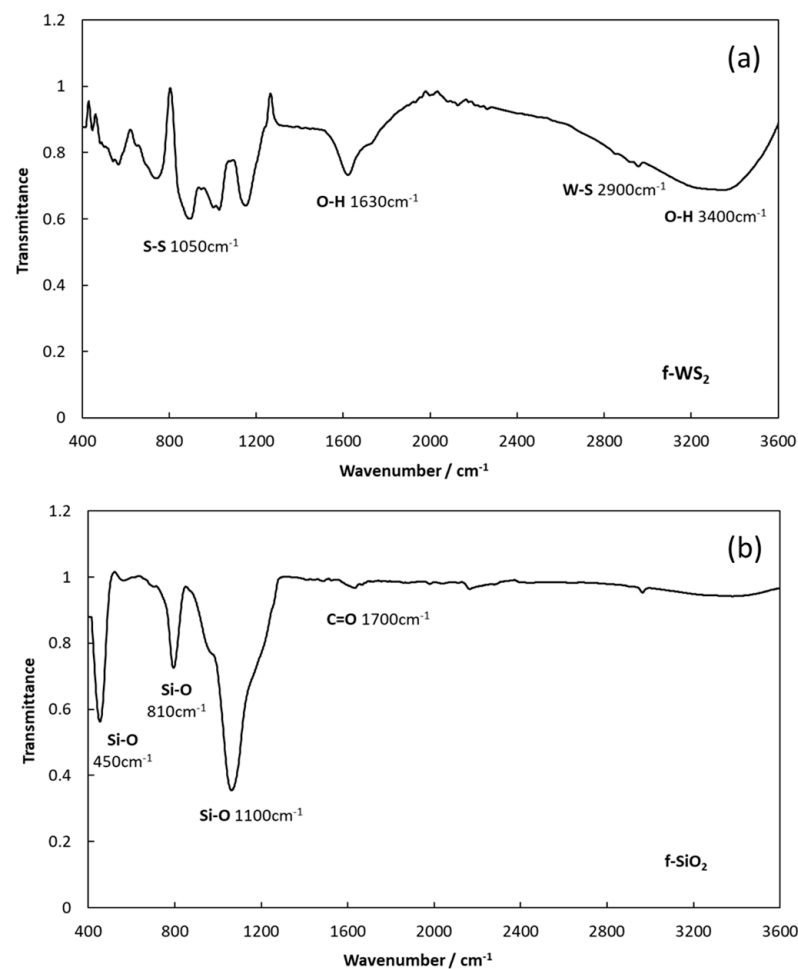 1.2
(a)
1
0.8
O-H 1630cm⁻¹
W-S 2900cm⁻¹
O-H 3400cm⁻¹
0.6
S-S 1050cm⁻¹
Transmittance
0.4
f-WS₂
0.2
0
400 800 1200 1600 2000 2400 2800 3200 3600
Wavenumber / cm⁻¹
1.2
(b)
1
C=O 1700cm⁻¹
0.8
Si-O
810cm⁻¹
0.6
Si-O
450cm⁻¹
Transmittance
0.4
Si-O 1100cm⁻¹
0.2
f-SiO₂
0
400 800 1200 1600 2000 2400 2800 3200 3600
Wavenumber / cm⁻¹